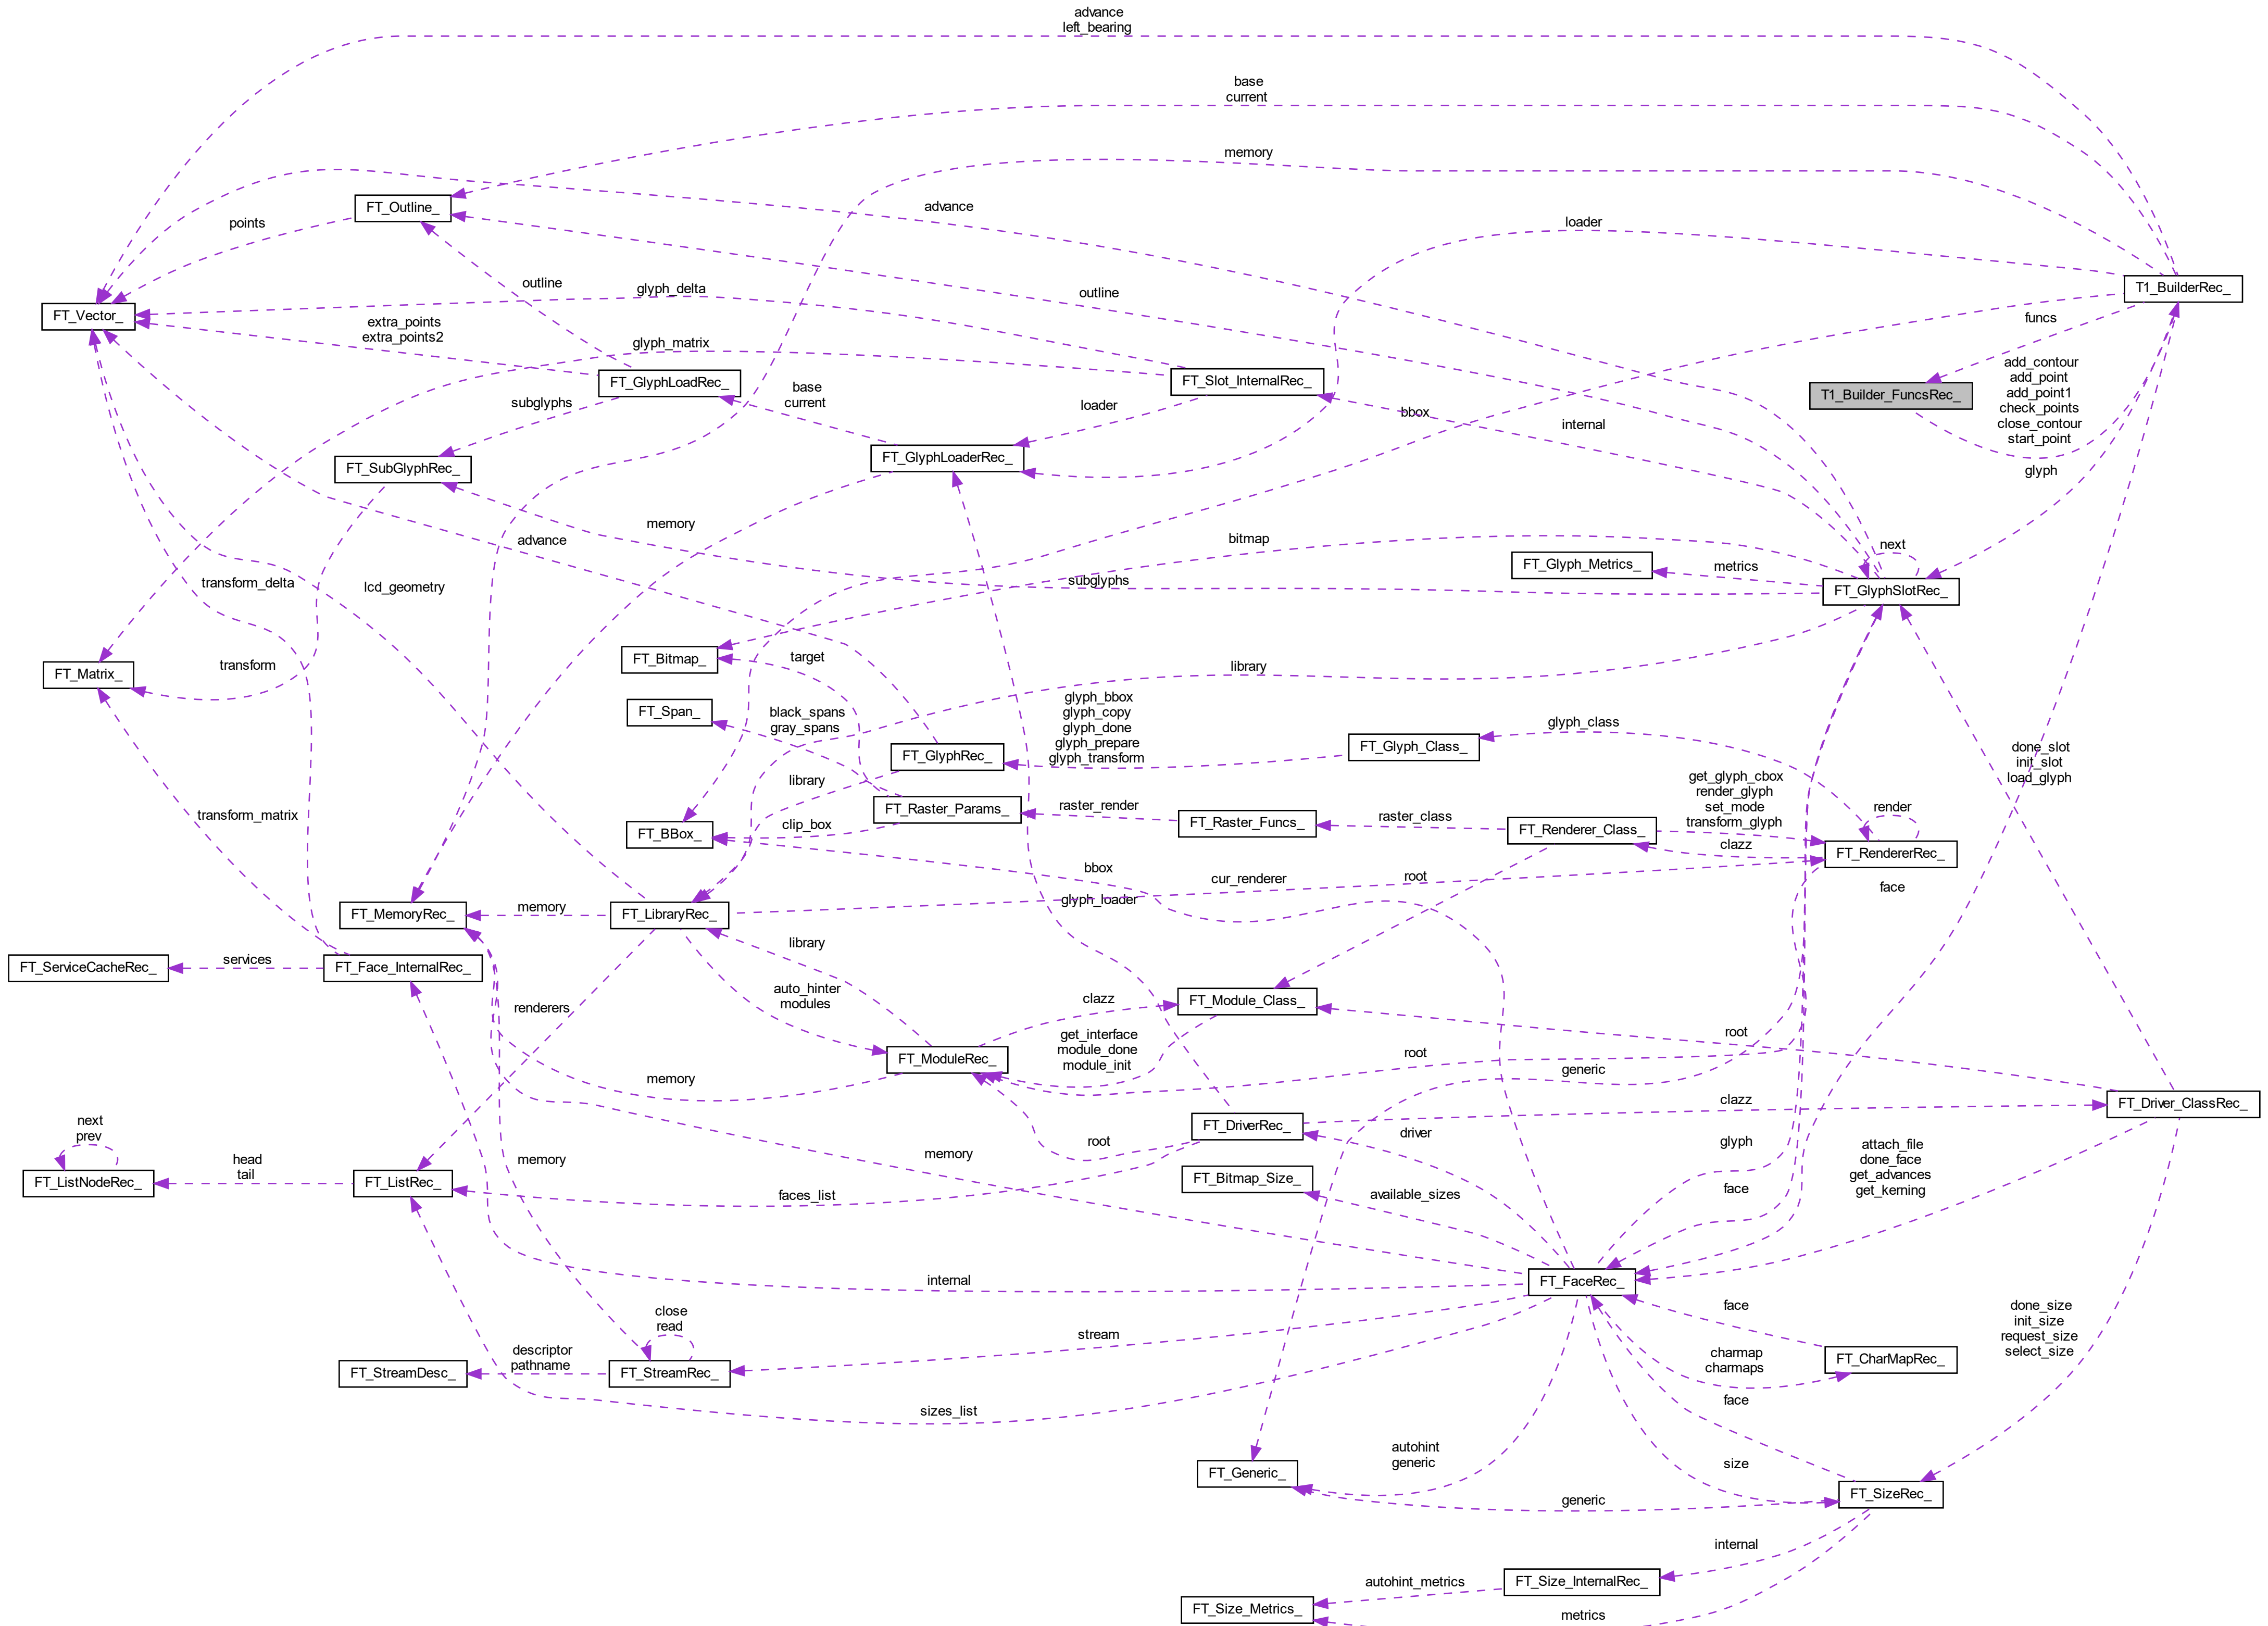 advance
left_bearing
base
current
memory
FT_Outline_
advance
loader
points
T1_BuilderRec_
outline
glyph_delta
outline
FT_Vector_
funcs
extra_points
extra_points2
glyph_matrix
FT_GlyphLoadRec_
FT_Slot_InternalRec_
T1_Builder_FuncsRec_
add_contour
add_point
add_point1
check_points
close_contour
start_point
base
current
subglyphs
loader
bbox
internal
FT_SubGlyphRec_
FT_GlyphLoaderRec_
glyph
memory
advance
bitmap
next
FT_Glyph_Metrics_
metrics
transform_delta
lcd_geometry
subglyphs
FT_GlyphSlotRec_
FT_Matrix_
transform
FT_Bitmap_
target
library
FT_Span_
black_spans
gray_spans
glyph_bbox
glyph_copy
glyph_done
glyph_prepare
glyph_transform
glyph_class
FT_GlyphRec_
FT_Glyph_Class_
done_slot
init_slot
load_glyph
library
get_glyph_cbox
render_glyph
set_mode
transform_glyph
render
transform_matrix
FT_Raster_Params_
raster_render
FT_Raster_Funcs_
raster_class
FT_Renderer_Class_
FT_BBox_
clip_box
clazz
FT_RendererRec_
bbox
cur_renderer
root
face
FT_MemoryRec_
memory
FT_LibraryRec_
glyph_loader
library
FT_ServiceCacheRec_
services
FT_Face_InternalRec_
auto_hinter
modules
renderers
clazz
FT_Module_Class_
root
FT_ModuleRec_
get_interface
module_done
module_init
root
memory
generic
FT_DriverRec_
clazz
FT_Driver_ClassRec_
next
prev
root
driver
glyph
attach_file
done_face
get_advances
get_kerning
memory
memory
head
tail
FT_ListNodeRec_
FT_ListRec_
faces_list
FT_Bitmap_Size_
available_sizes
face
internal
FT_FaceRec_
close
read
stream
face
done_size
init_size
request_size
select_size
descriptor
pathname
FT_StreamDesc_
FT_StreamRec_
charmap
charmaps
FT_CharMapRec_
sizes_list
face
autohint
generic
FT_Generic_
size
generic
FT_SizeRec_
internal
autohint_metrics
FT_Size_InternalRec_
FT_Size_Metrics_
metrics